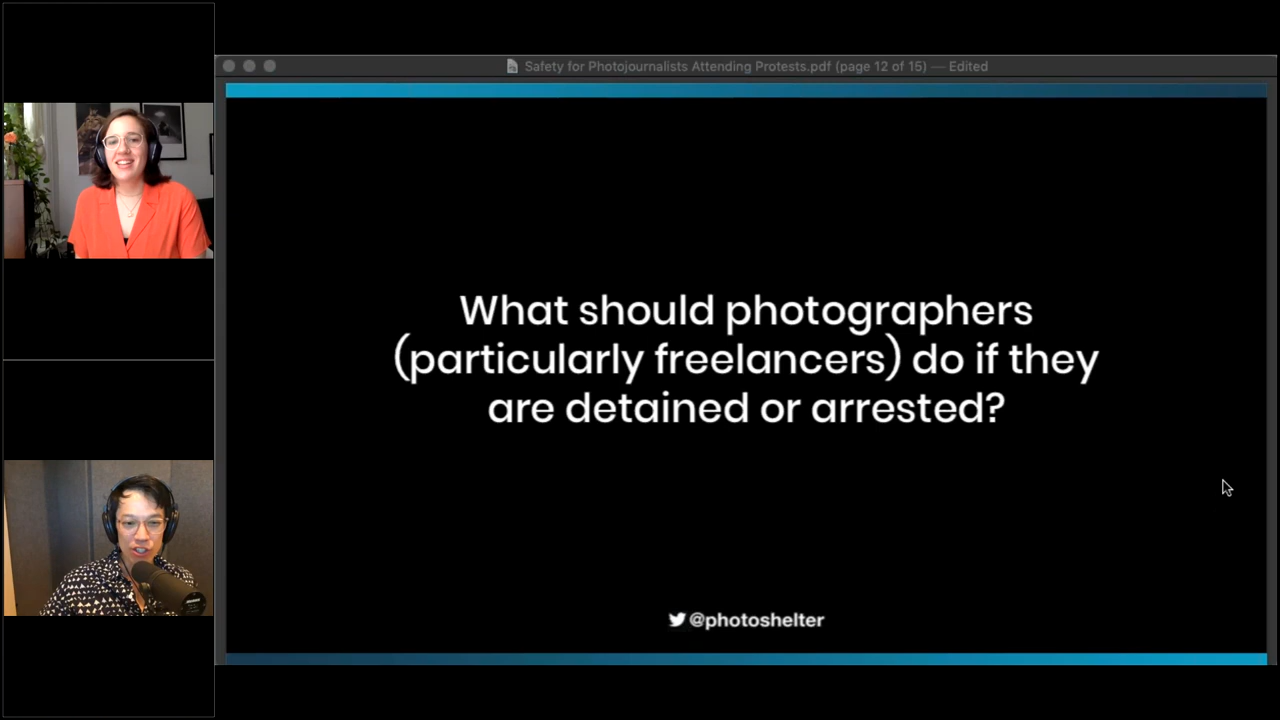 Safety for Photojournalists Attending Protests.pdf (page 12 of 15) — Edited
What should photographers
(particularly freelancers) do if they
are detained or arrested?
@photoshelter